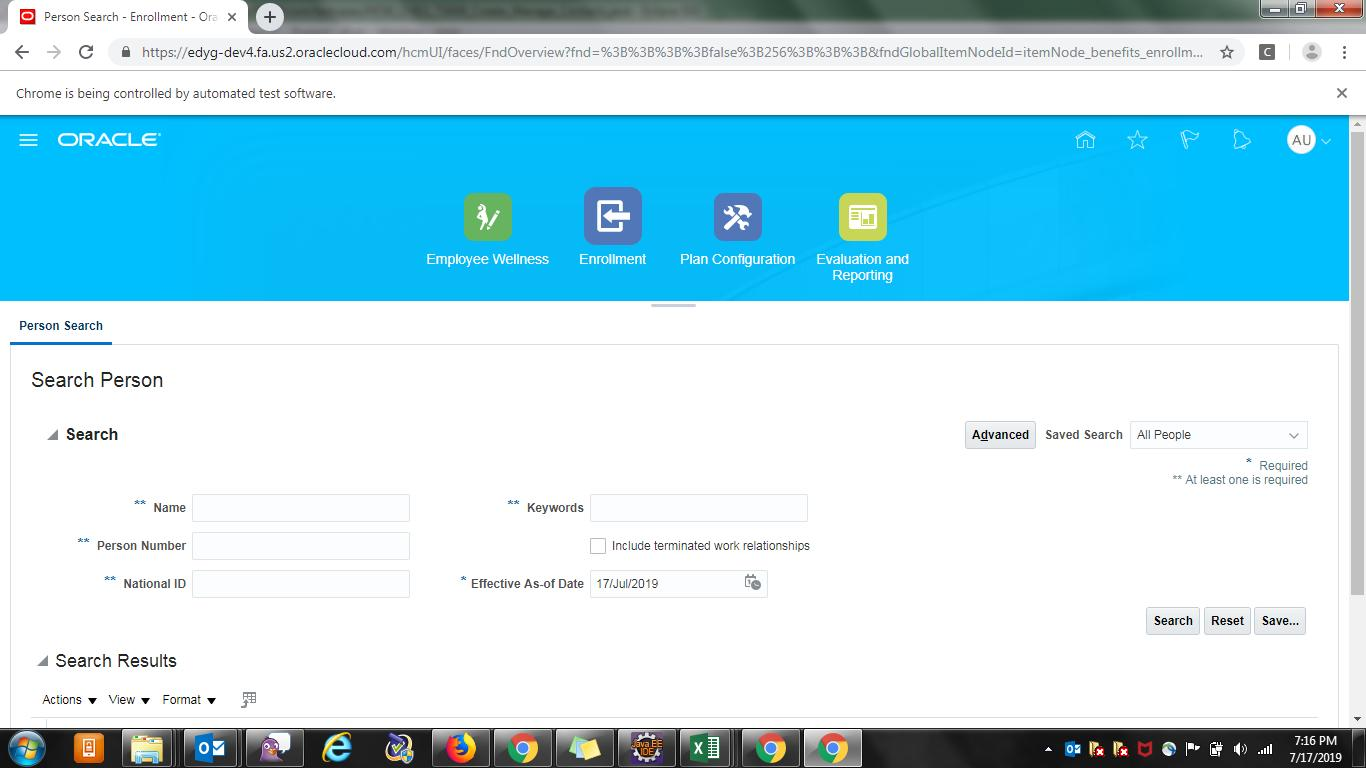 Person Search - Enrollment - Ora
https://edyg-dev4.fa.us2.oraclecloud.com/hcmUI/faces/FndOverview?fnd=%3B%3B%3B%3Bfalse%3B256%3B%3B%3B&fndGlobalItemNodeId=itemNode_benefits_enrollm...
C
Chrome is being controlled by automated test software.
ORACLE
AU
Employee Wellness
Enrollment
Plan Configuration
Evaluation and
Reporting
Person Search
Search Person
Search
Advanced
Saved Search
All People
* Required
** At least one is required
** Name
** Keywords
** Person Number
Include terminated work relationships
** National ID
* Effective As-of Date
17/Jul/2019
Search
Reset
Save...
Search Results
Actions
View
Format
Java EE
IDE
7:16 PM
7/17/2019